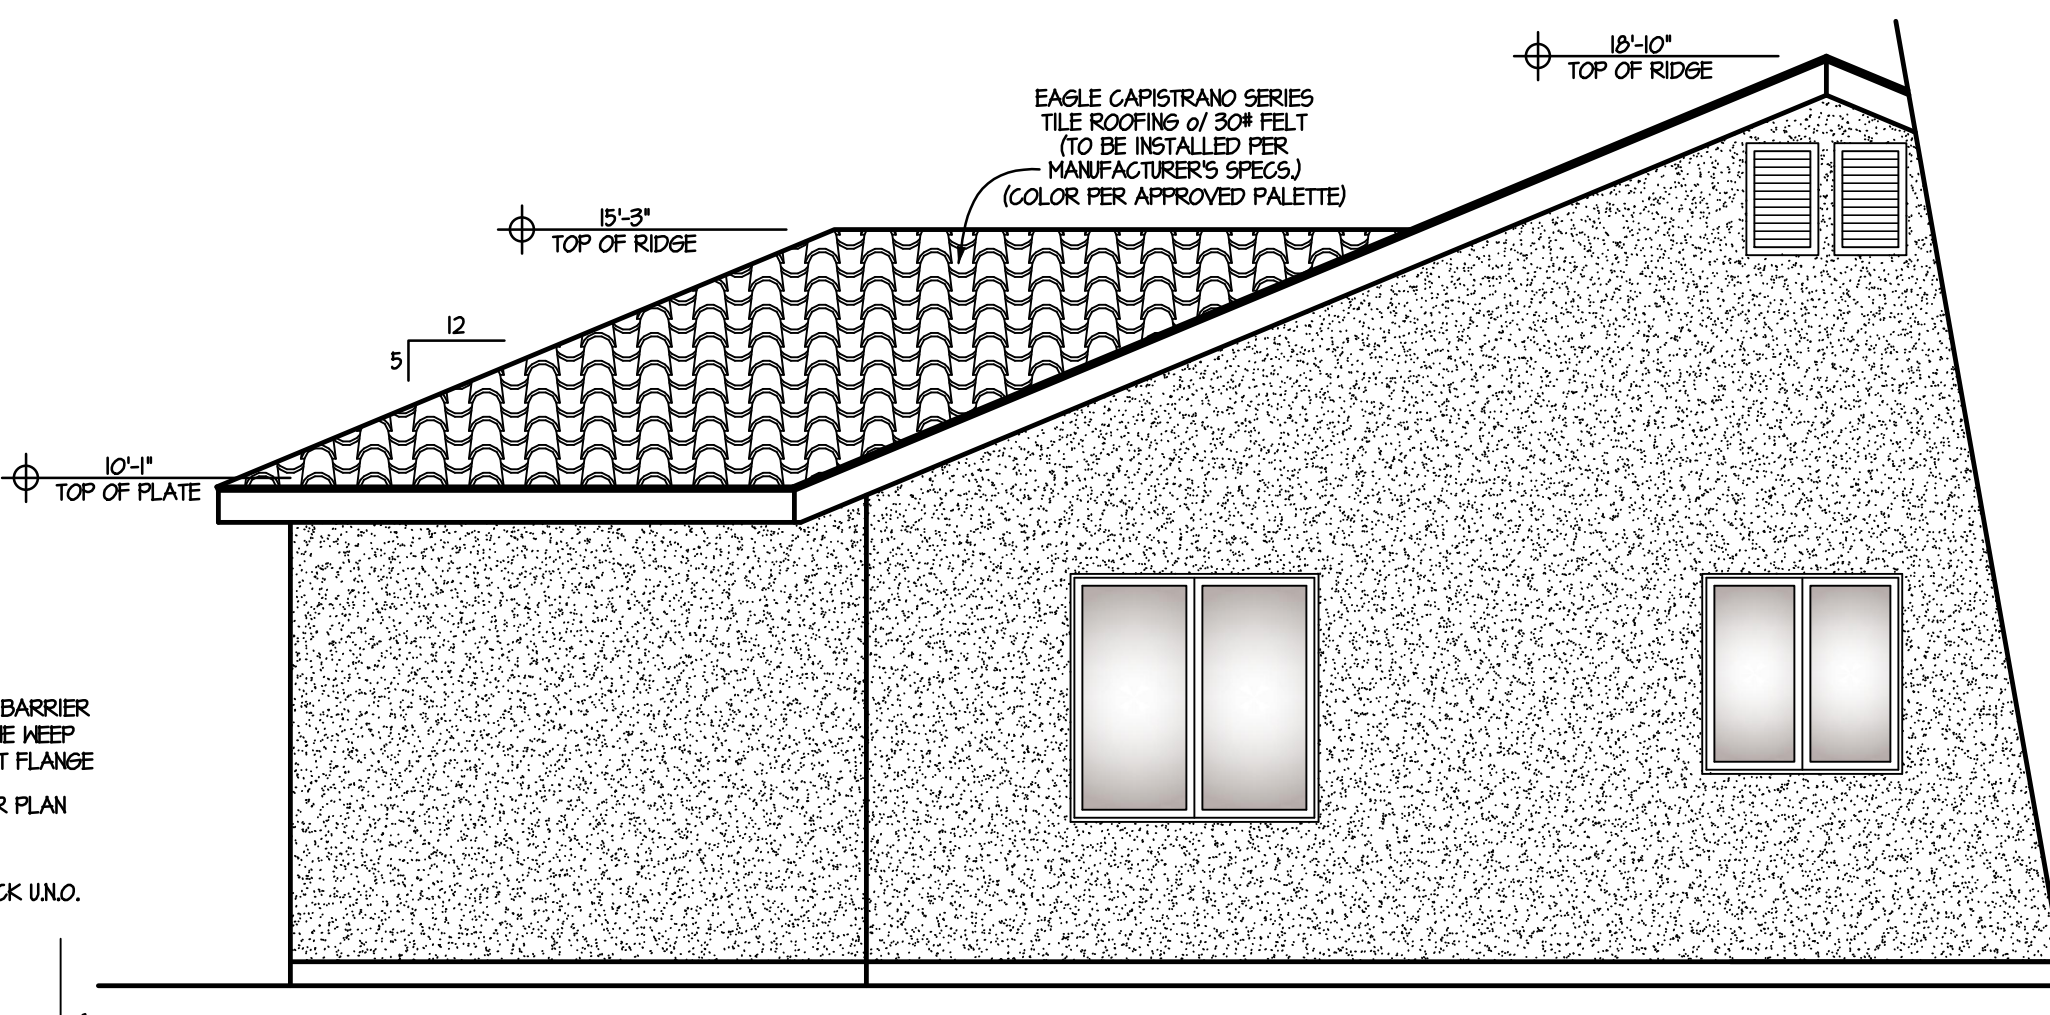 18'-10"
TOP OF RIDGE
EAGLE CAPISTRANO SERIES
TILE ROOFING o/ 30# FELT
(TO BE INSTALLED PER
MANUFACTURER'S SPECS.)
(COLOR PER APPROVED PALETTE)
15'-3"
TOP OF RIDGE
12
5
10'-1"
TOP OF PLATE
BARRIER
WEEP
FLANGE
PLAN
U.N.O.